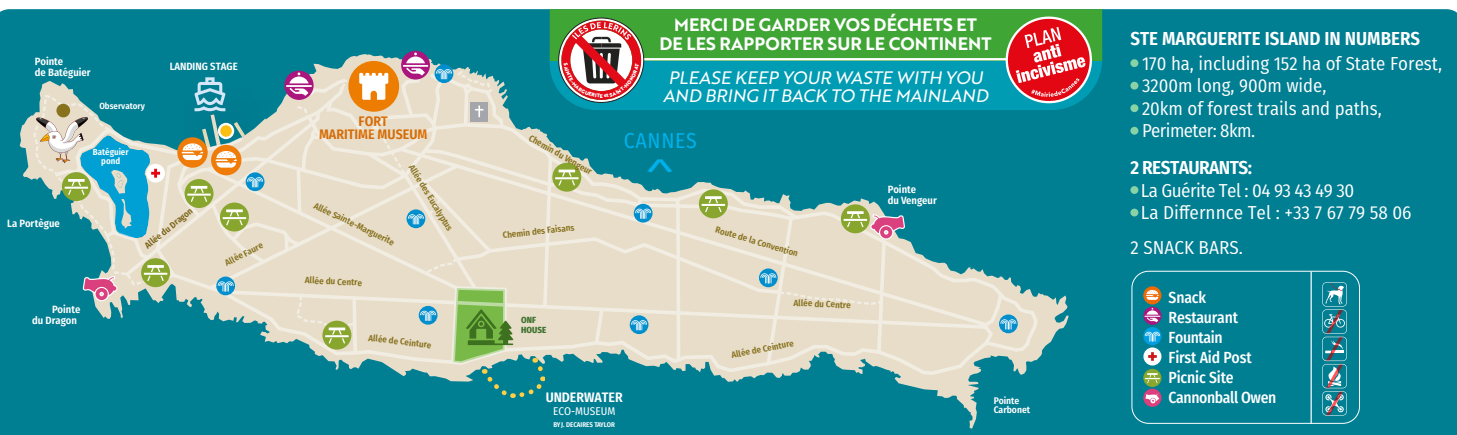 Pointe
de Batéguier
LANDING STAGE
Observatory
Batéguier
pond
La Portègue
Pointe
du Dragon
Allée du Dragon
Allée Faure
FORT
MARITIME MUSEUM
Allée Sainte-Marguerite
Allée des Eucalyptus
Chemin du Vengeur
Chemin des Faisans
Route de la Convention
Allée du Centre
Allée du Centre
Allée de Ceinture
Allée de Ceinture
ONF
HOUSE
UNDERWATER
ECO-MUSEUM
BY J. DECAIRES TAYLOR
CANNES
Pointe
du Vengeur
Pointe
Carbonet
ILES DE LERINS
SAINTE-MARGUERITE ET SAINT-HONORAT
MERCI DE GARDER VOS DÉCHETS ET
DE LES RAPPORTER SUR LE CONTINENT
PLEASE KEEP YOUR WASTE WITH YOU
AND BRING IT BACK TO THE MAINLAND
PLAN
anti
incivisme
#MairiedeCannes
STE MARGUERITE ISLAND IN NUMBERS
170 ha, including 152 ha of State Forest,
3200m long, 900m wide,
20km of forest trails and paths,
Perimeter: 8km.
2 RESTAURANTS:
La Guérite Tel : 04 93 43 49 30
La Differnnce Tel : +33 7 67 79 58 06
2 SNACK BARS.
Snack
Restaurant
Fountain
First Aid Post
Picnic Site
Cannonball Owen